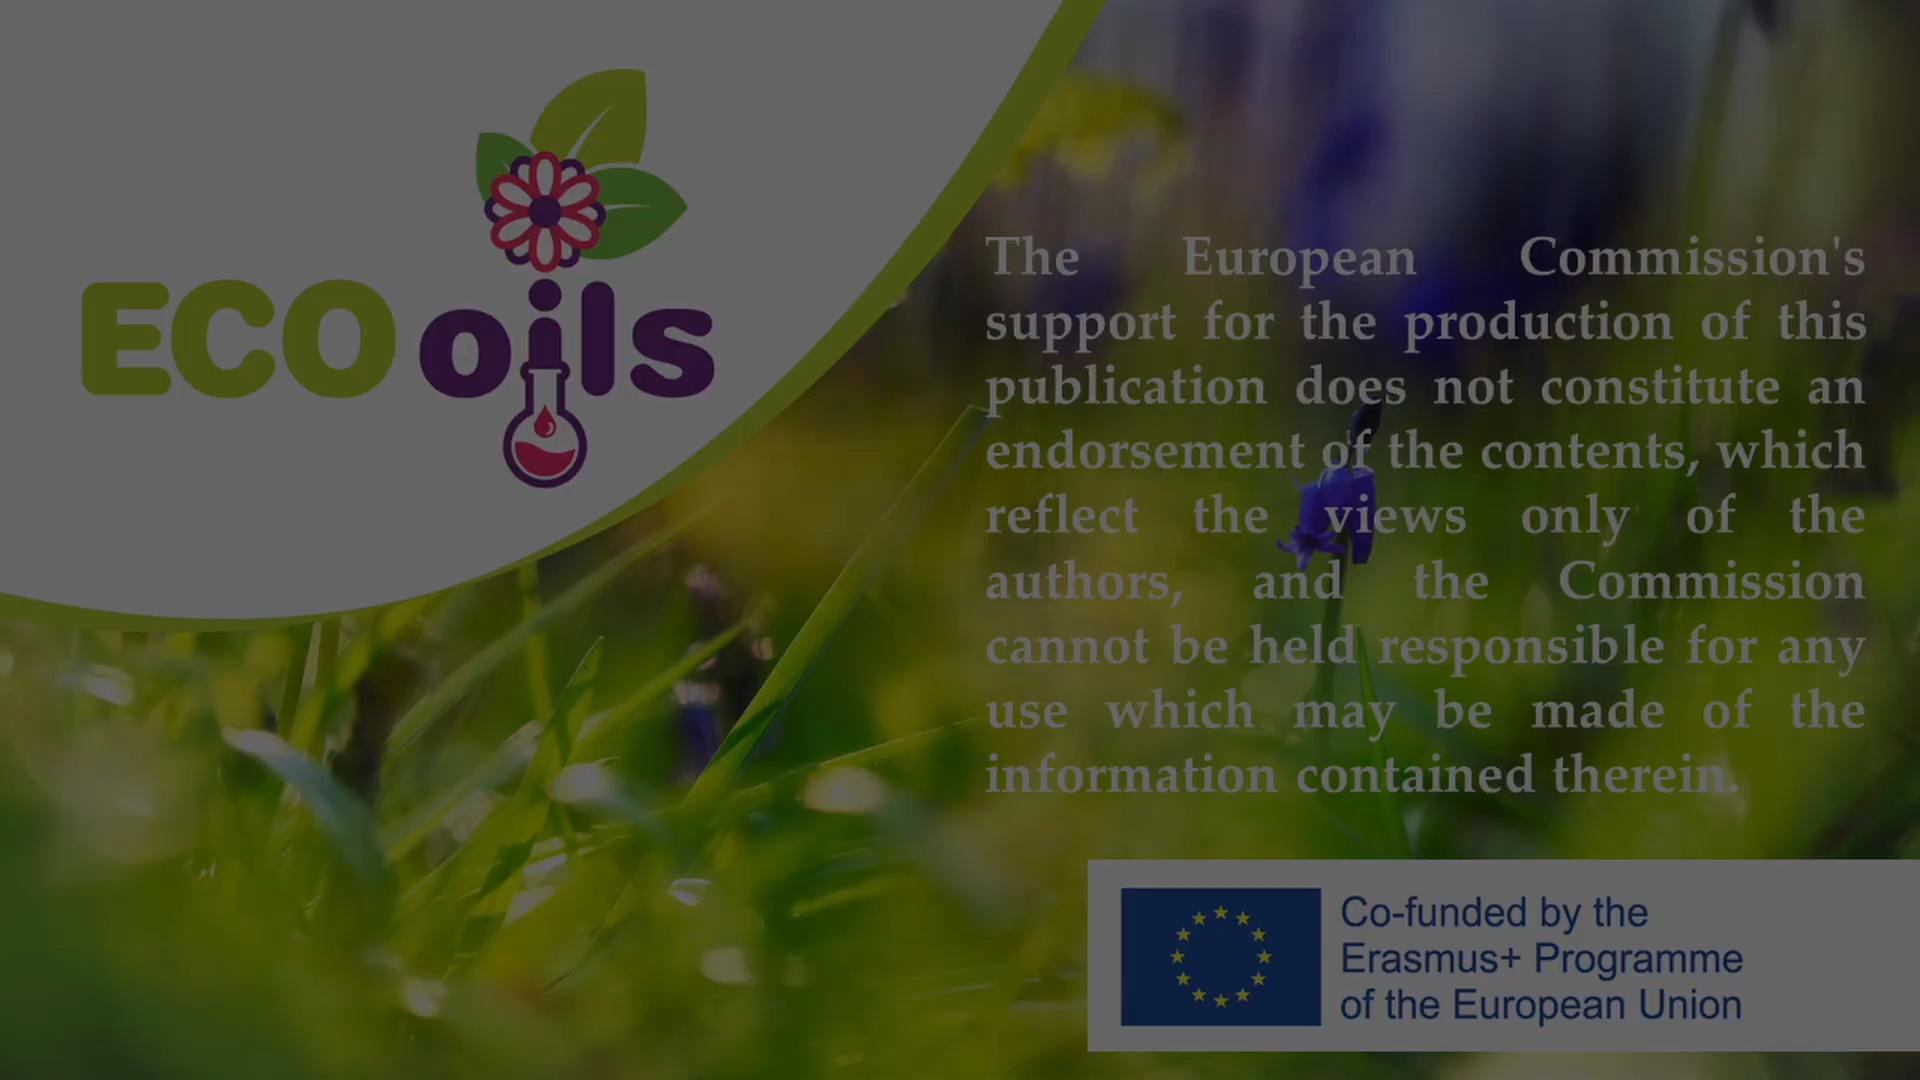 ECO oils
The European Commission's
support for the production of this
publication does not constitute an
endorsement of the contents, which
reflect the views only of the
authors, and the Commission
cannot be held responsible for any
use which may be made of the
information contained therein.
Co-funded by the
Erasmus+ Programme
of the European Union